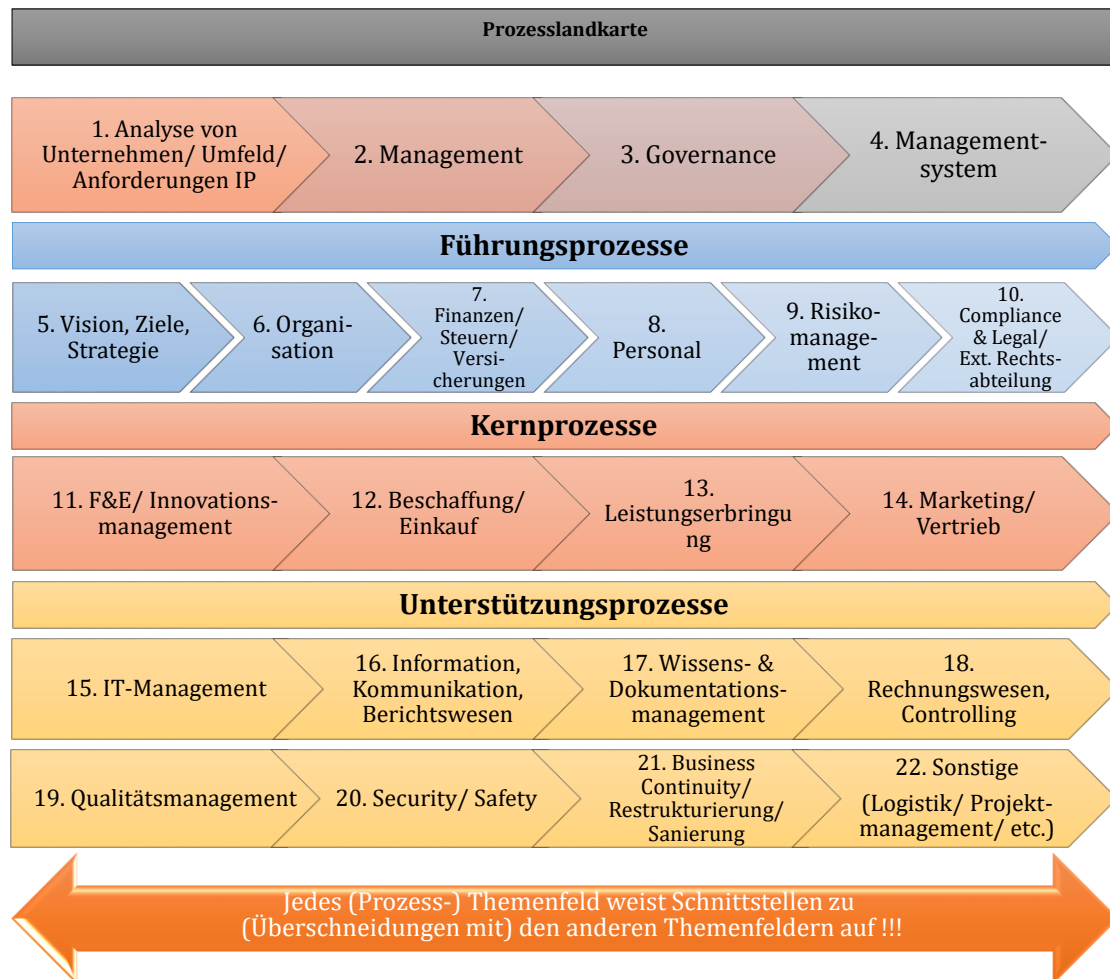 Prozesslandkarte
1. Analyse von
Unternehmen/ Umfeld/
Anforderungen IP
2. Management
3. Governance
4. Management-
system
Führungsprozesse
5. Vision, Ziele,
Strategie
6. Organi-
sation
7.
Finanzen/
Steuern/
Versi-
cherungen
8.
Personal
9. Risiko-
manage-
ment
10.
Compliance
& Legal/
Ext. Rechts-
abteilung
Kernprozesse
11. F&E/ Innovations-
management
12. Beschaffung/
Einkauf
13.
Leistungserbringu
ng
14. Marketing/
Vertrieb
Unterstützungsprozesse
15. IT-Management
16. Information,
Kommunikation,
Berichtswesen
17. Wissens- &
Dokumentations-
management
18.
Rechnungswesen,
Controlling
19. Qualitätsmanagement
20. Security/ Safety
21. Business
Continuity/
Restrukturierung/
Sanierung
22. Sonstige
(Logistik/ Projekt-
management/ etc.)
Jedes (Prozess-) Themenfeld weist Schnittstellen zu
(Überschneidungen mit) den anderen Themenfeldern auf !!!